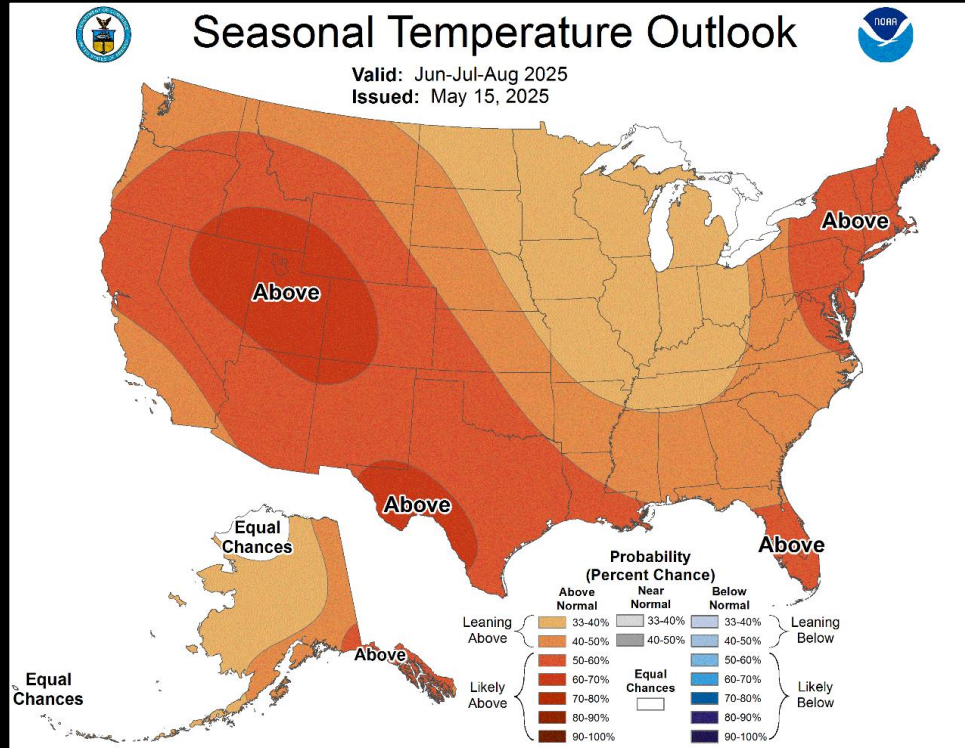 Seasonal Temperature Outlook
NOAA
Valid: Jun-Jul-Aug 2025
Issued: May 15, 2025
Above
Above
Above
Above
Equal
Chances
Above
Equal
Chances
Probability
(Percent Chance)
Above
Normal
Near
Normal
Below
Normal
Leaning
Above
33-40%
40-50%
33-40%
40-50%
33-40%
40-50%
Leaning
Below
Likely
Above
50-60%
60-70%
70-80%
80-90%
90-100%
Equal
Chances
50-60%
60-70%
70-80%
80-90%
90-100%
Likely
Below